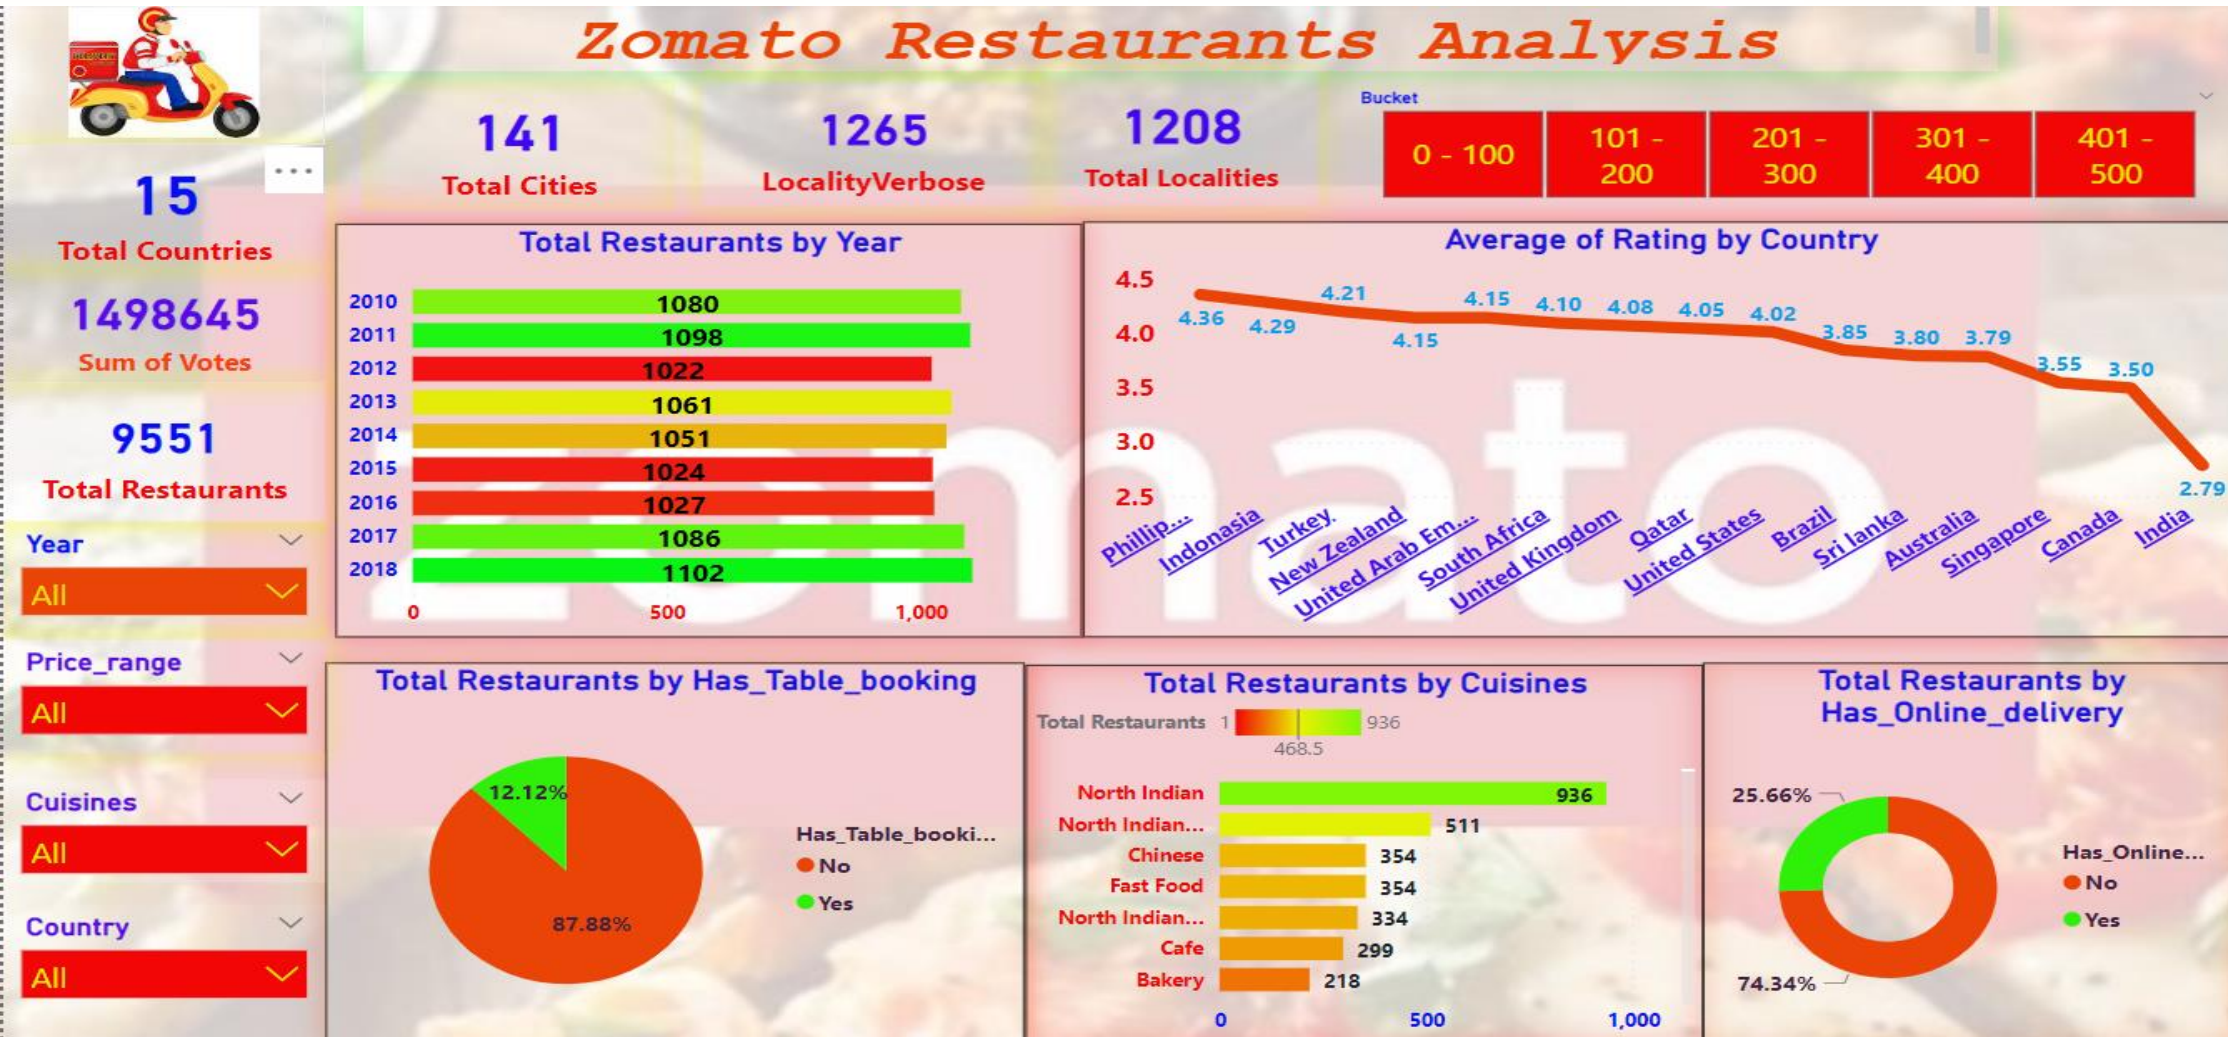 Zomato Restaurants Analysis
141
Total Cities
1265
LocalityVerbose
1208
Total Localities
Bucket
0 - 100
101 -
200
201 -
300
301 -
400
401 -
500
15
Total Countries
1498645
Sum of Votes
9551
Total Restaurants
Year
All
Price_range
All
Cuisines
All
Country
All
Total Restaurants by Year
2010 1080
2011 1098
2012 1022
2013 1061
2014 1051
2015 1024
2016 1027
2017 1086
2018 1102
0 500 1,000
Average of Rating by Country
4.5
4.0
3.5
3.0
2.5
4.36 4.29 4.21 4.15 4.15 4.10 4.08 4.05 4.02 3.85 3.80 3.79 3.55 3.50 2.79
Phillip...
Indonasia
Turkey
New Zealand
United Arab Em...
South Africa
United Kingdom
Qatar
United States
Brazil
Sri lanka
Australia
Singapore
Canada
India
zomato
Total Restaurants by Has_Table_booking
12.12%
87.88%
Has_Table_booki...
No
Yes
Total Restaurants by Cuisines
Total Restaurants 1 936
468.5
North Indian 936
North Indian... 511
Chinese 354
Fast Food 354
North Indian... 334
Cafe 299
Bakery 218
0 500 1,000
Total Restaurants by
Has_Online_delivery
25.66%
74.34%
Has_Online...
No
Yes